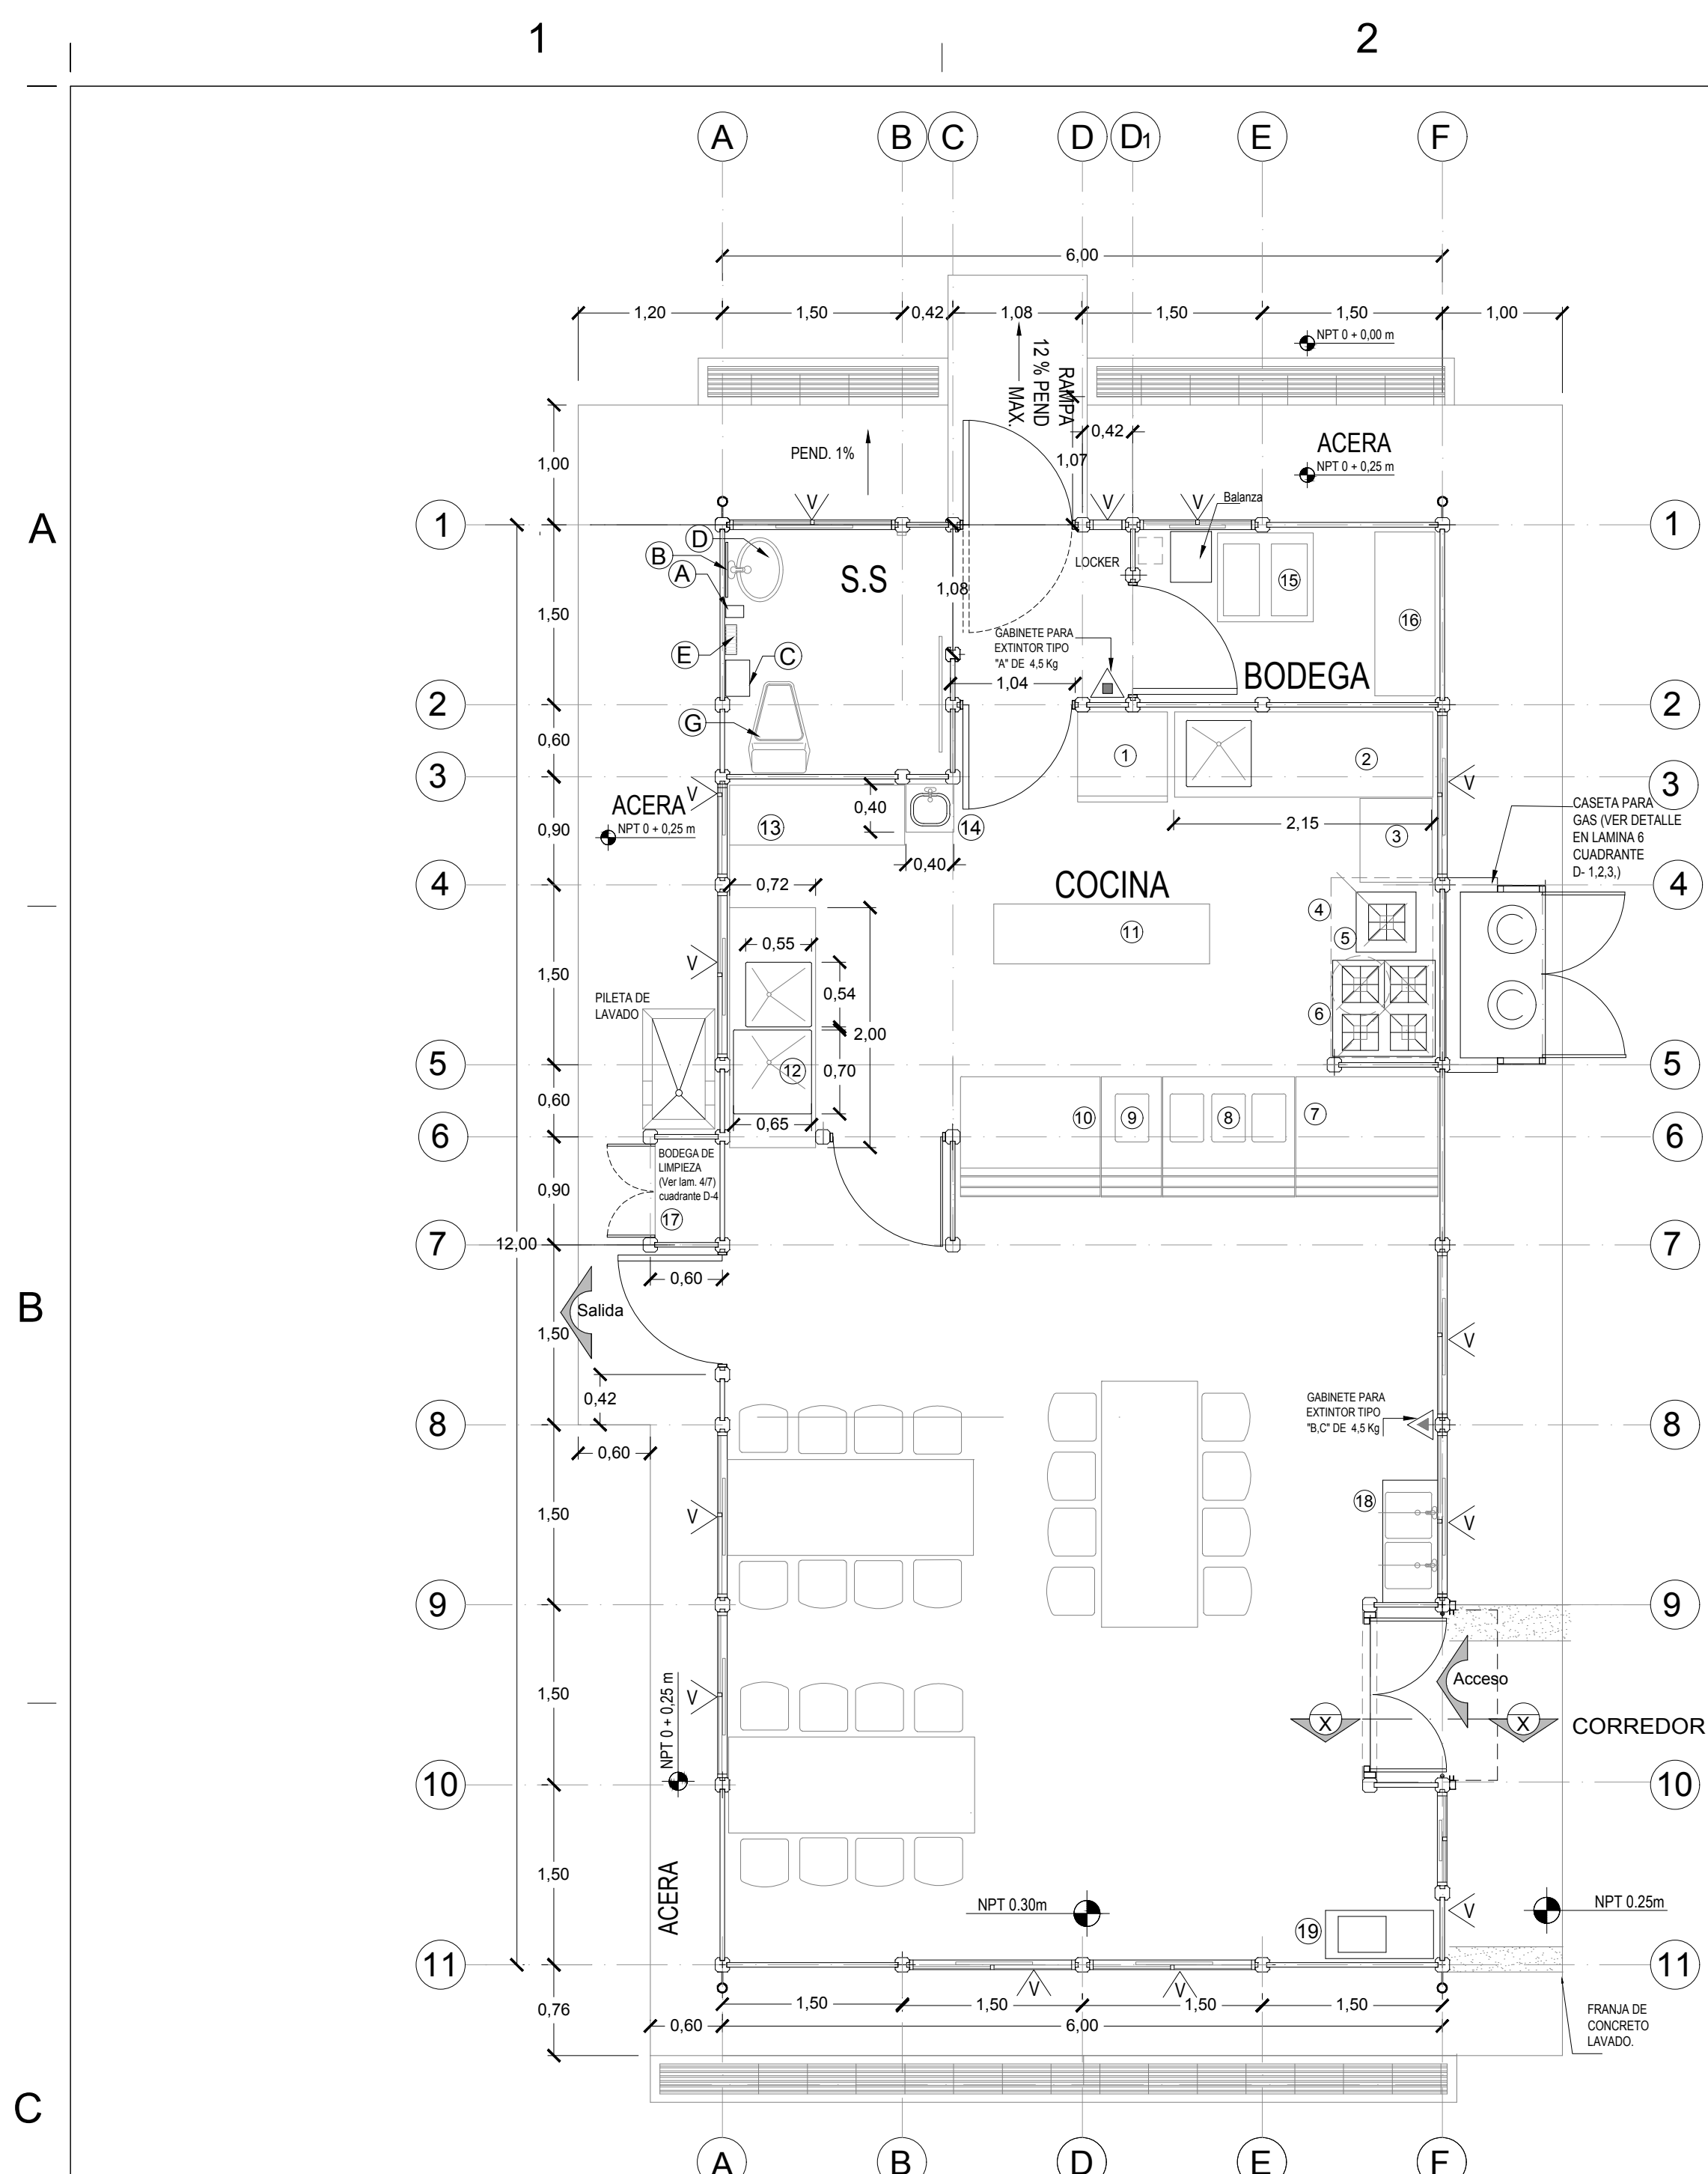 1
2
A
B
C
D
D1
E
F
6,00
1,20
1,50
0,42
1,08
1,50
1,50
1,00
NPT 0 + 0,00 m
RAMPA
12 % PEND
MAX.
0,42
ACERA
1,00
PEND. 1%
1,07
NPT 0 + 0,25 m
V
V
V
Balanza
A
1
1
D
B
A
S.S
LOCKER
15
1,50
1,08
16
GABINETE PARA
EXTINTOR TIPO
"A" DE 4,5 Kg
E
C
1,04
BODEGA
2
2
G
0,60
1
2
3
3
V
V
ACERA
NPT 0 + 0,25 m
0,40
CASETA PARA
GAS (VER DETALLE
EN LAMINA 6
CUADRANTE
D- 1,2,3,)
0,90
13
14
2,15
3
0,40
4
0,72
COCINA
4
4
11
5
0,55
V
1,50
0,54
PILETA DE
LAVADO
6
2,00
5
12
0,70
5
0,60
10
9
8
7
0,65
6
6
BODEGA DE
LIMPIEZA
(Ver lam. 4/7)
cuadrante D-4
0,90
17
7
12,00
7
0,60
B
Salida
1,50
V
0,42
GABINETE PARA
EXTINTOR TIPO
"B,C" DE 4,5 Kg
8
8
0,60
18
1,50
V
V
9
9
NPT 0 + 0,25 m
Acceso
1,50
V
X
X
CORREDOR
10
10
1,50
ACERA
NPT 0.30m
NPT 0.25m
V
19
11
11
V
V
0,76
1,50
1,50
1,50
1,50
0,60
6,00
FRANJA DE
CONCRETO
LAVADO.
C
A
B
D
E
F